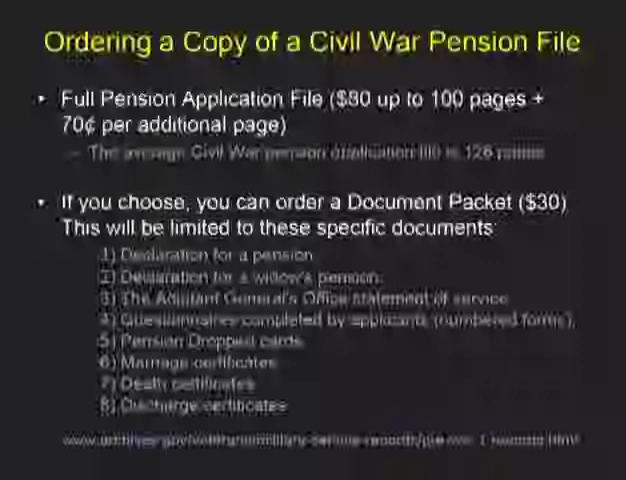 Ordering a Copy of a Civil War Pension File
• Full Pension Application File ($80 up to 100 pages +
70¢ per additional page)
– The average Civil War pension application file is 126 pages
• If you choose, you can order a Document Packet ($30)
This will be limited to these specific documents:
1) Declaration for a pension
2) Declaration for a widow's pension
3) The Adjutant General's Office statement of service
4) Questionnaires completed by applicants (numbered forms)
5) Pension Dropped cards
6) Marriage certificates
7) Death certificates
8) Discharge certificates